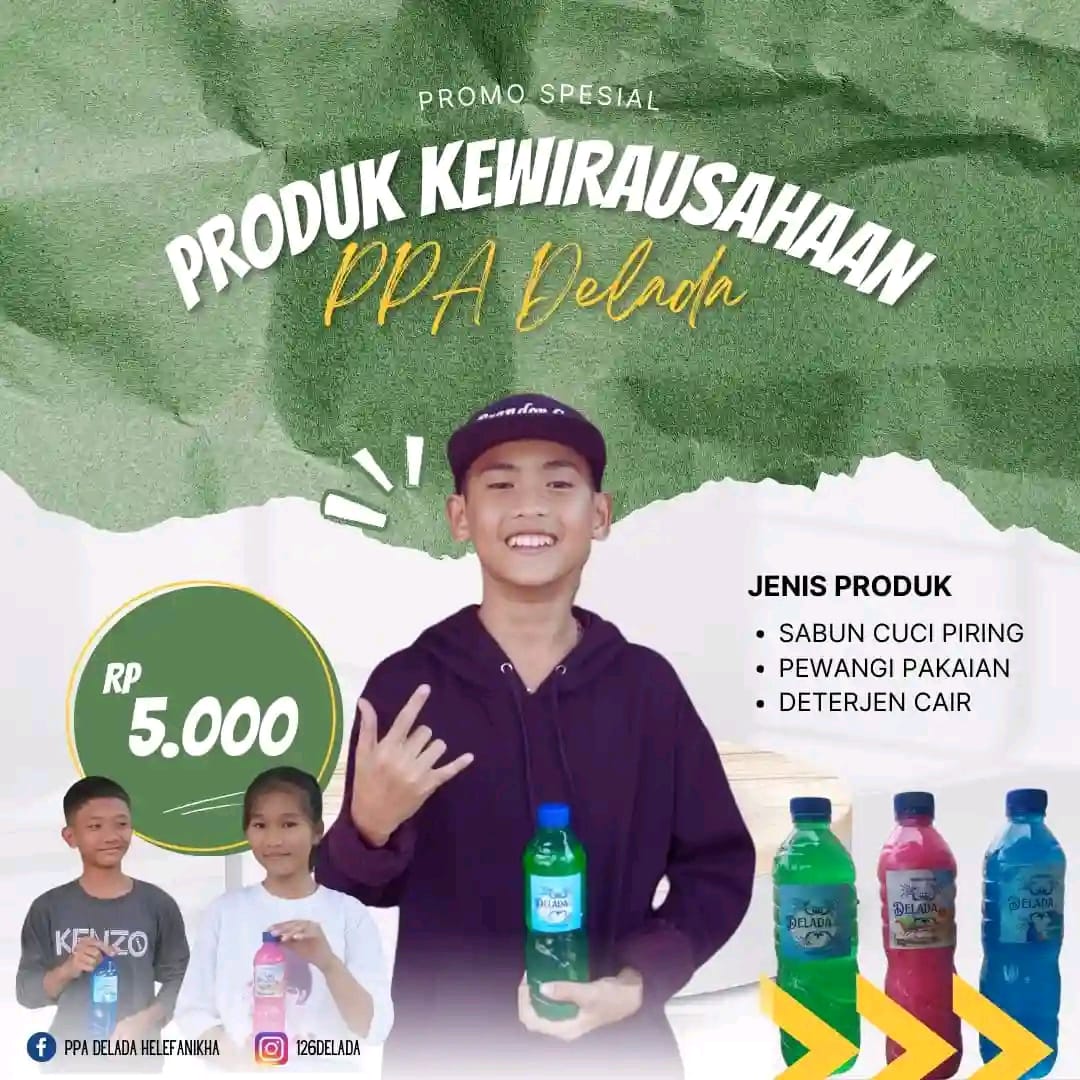 PROMO SPESIAL
PRODUK KEWIRAUSAHAAN
PPA Delada
RP
5.000
JENIS PRODUK
• SABUN CUCI PIRING
• PEWANGI PAKAIAN
• DETERJEN CAIR
KENZO
DELADA
DELADA
DELADA
DELADA
PPA DELADA HELEFANIKHA
126DELADA